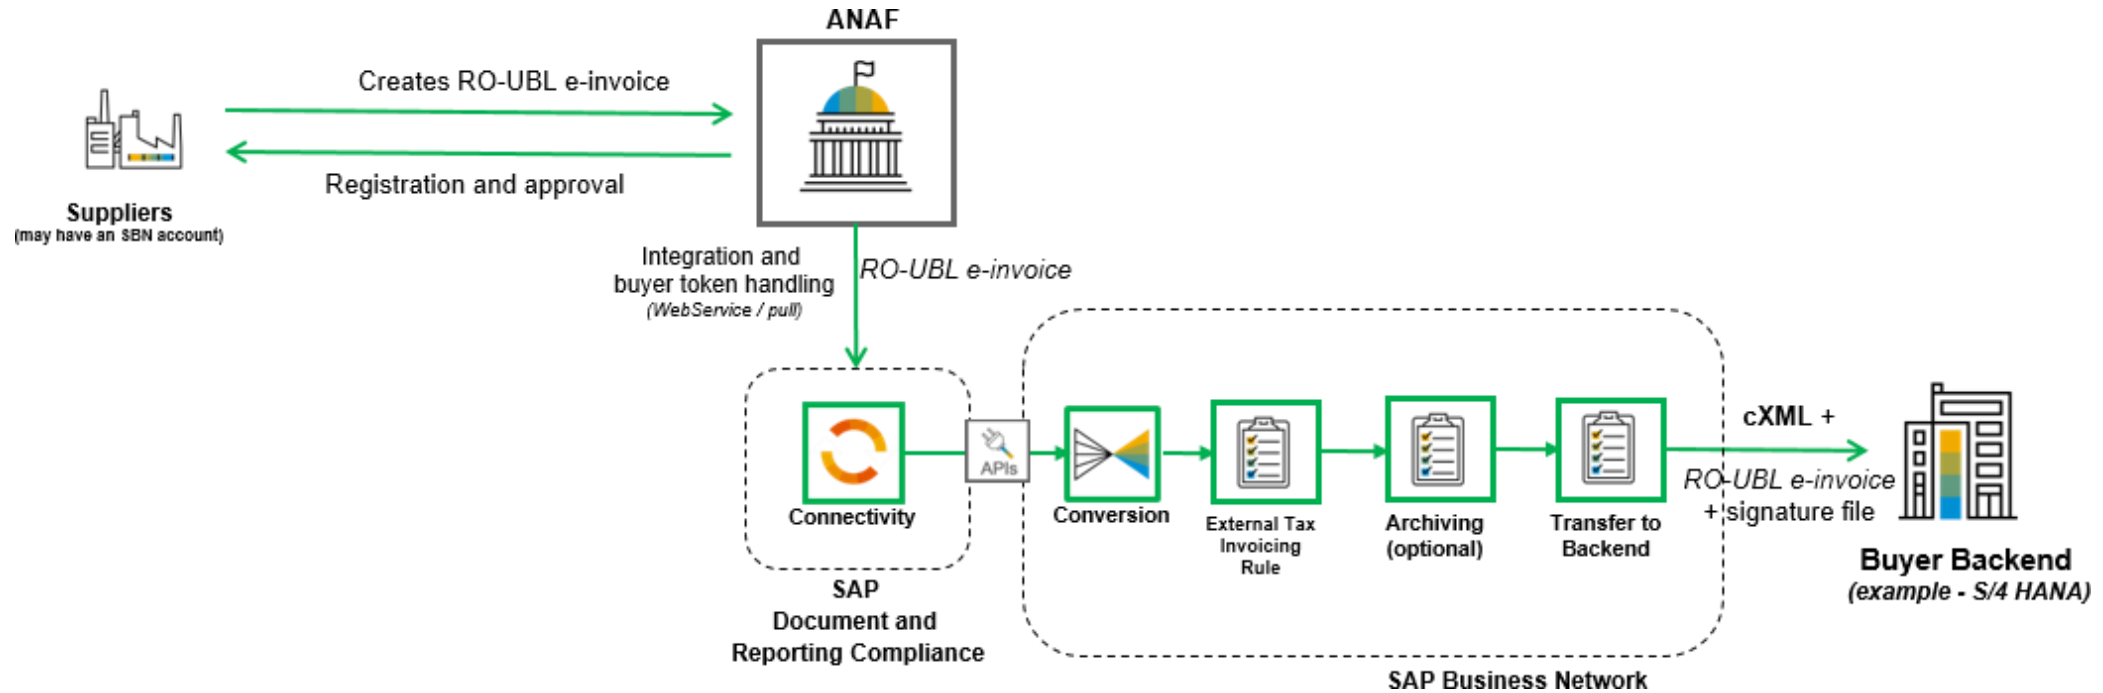 ANAF
Creates RO-UBL e-invoice
Registration and approval
Suppliers
(may have an SBN account)
Integration and
buyer token handling
(WebService / pull)
RO-UBL e-invoice
Connectivity
SAP
Document and
Reporting Compliance
APIs
Conversion
External Tax
Invoicing
Rule
Archiving
(optional)
Transfer to
Backend
SAP Business Network
cXML +
RO-UBL e-invoice
+ signature file
Buyer Backend
(example - S/4 HANA)